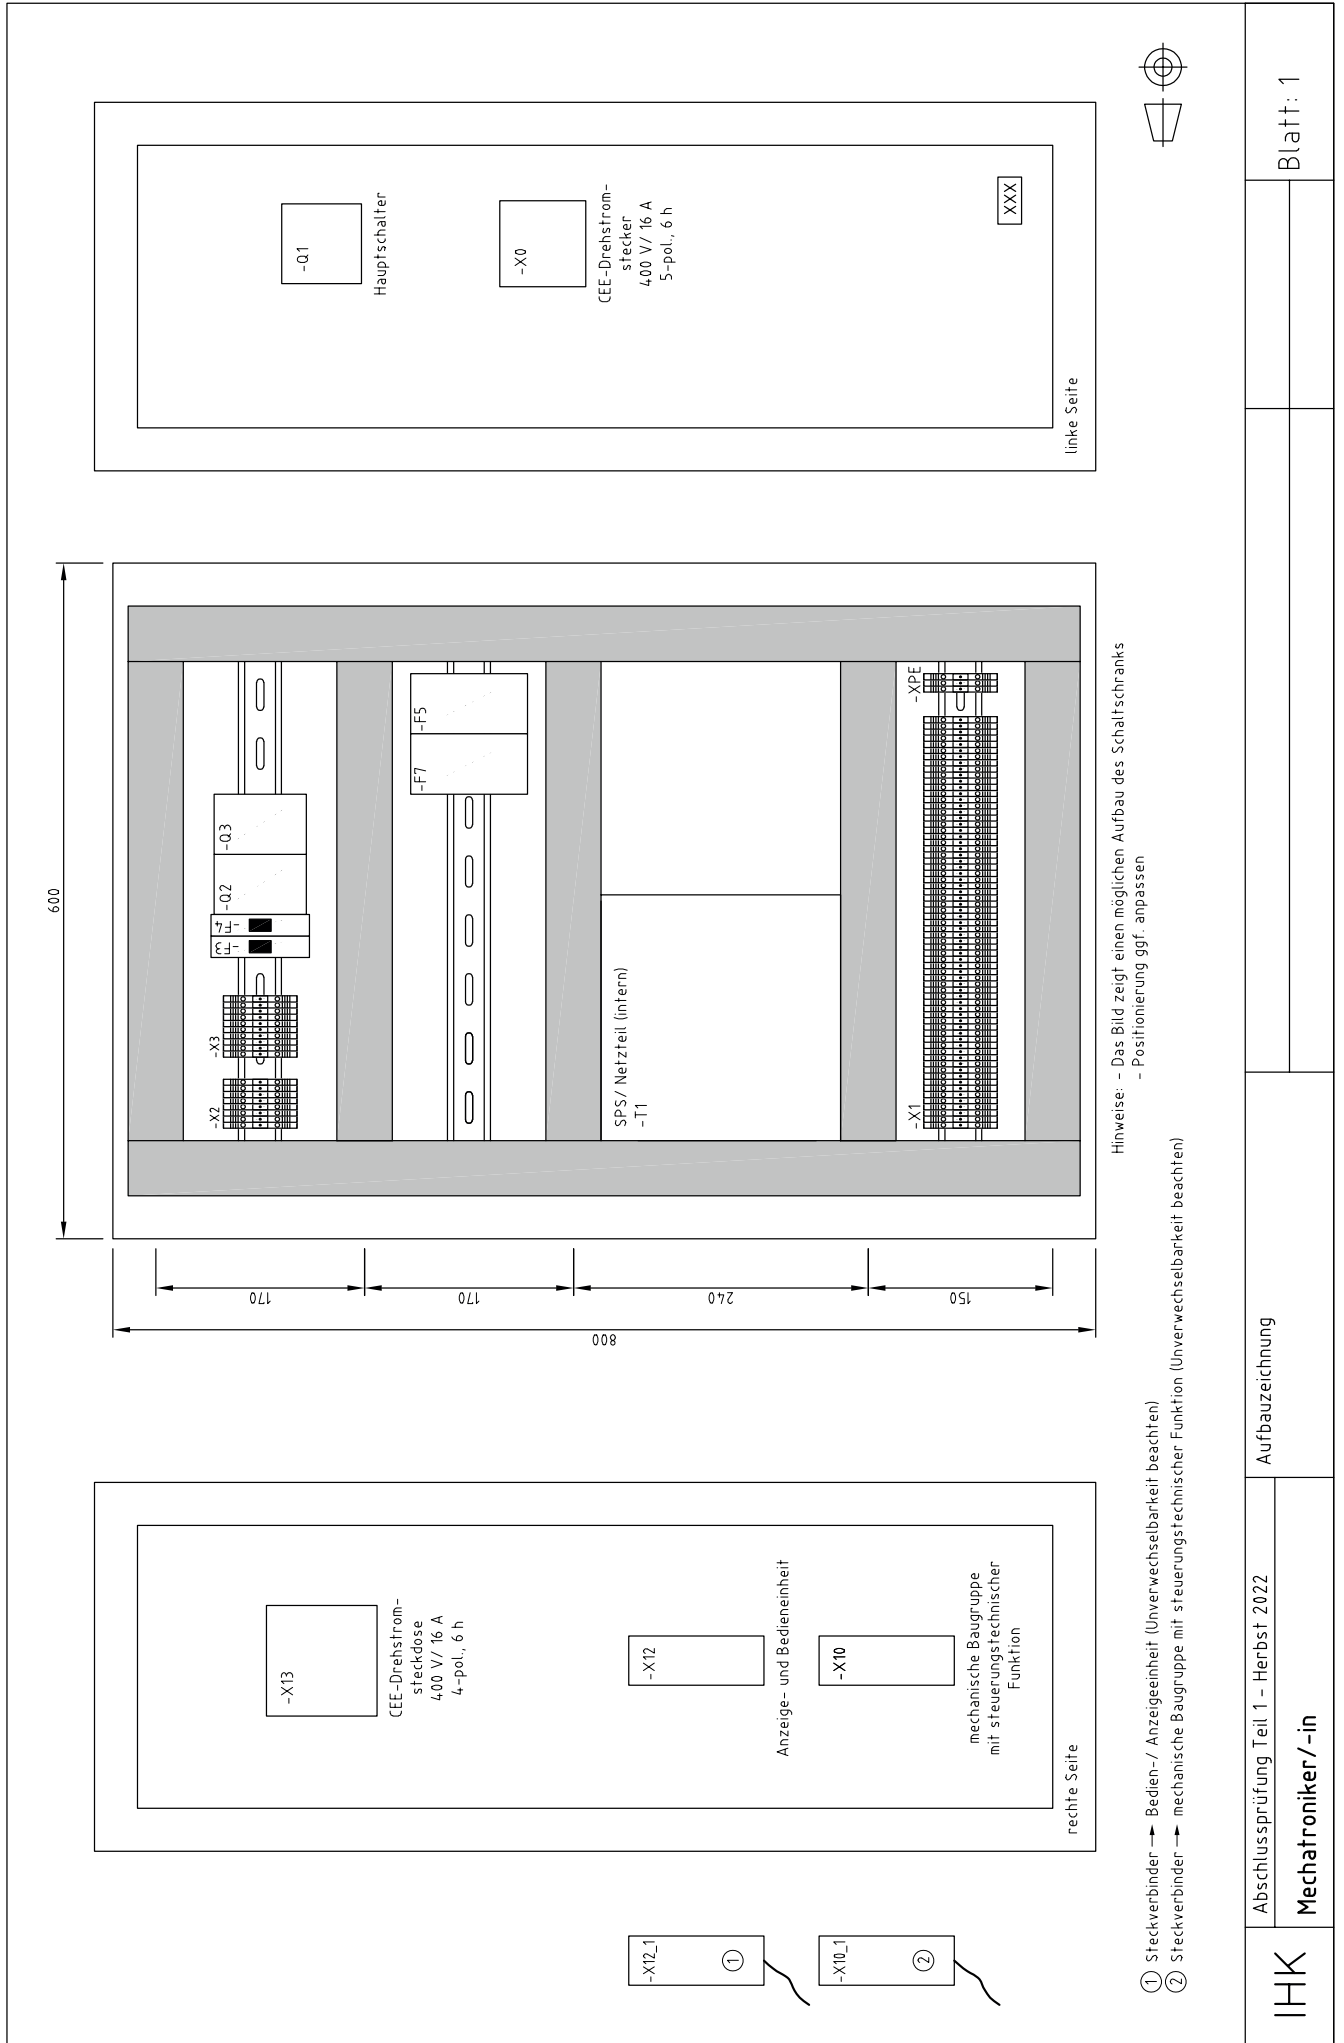 -X12_1
1
-X10_1
2
-X13
CEE-Drehstrom-
steckdose
400 V/ 16 A
4-pol., 6 h
-X12
Anzeige- und Bedieneinheit
-X10
mechanische Baugruppe
mit steuerungstechnischer
Funktion
rechte Seite
600
800
170
170
240
150
-X2
-X3
-F3
-F4
-Q2
-Q3
-F7
-F5
SPS/ Netzteil (intern)
-T1
-X1
-XPE
-Q1
Hauptschalter
-X0
CEE-Drehstrom-
stecker
400 V/ 16 A
5-pol., 6 h
XXX
linke Seite
Hinweise: - Das Bild zeigt einen möglichen Aufbau des Schaltschranks
- Positionierung ggf. anpassen
1 Steckverbinder → Bedien-/ Anzeigeeinheit (Unverwechselbarkeit beachten)
2 Steckverbinder → mechanische Baugruppe mit steuerungstechnischer Funktion (Unverwechselbarkeit beachten)
IHK
Abschlussprüfung Teil 1 - Herbst 2022
Mechatroniker/-in
Aufbauzeichnung
Blatt: 1